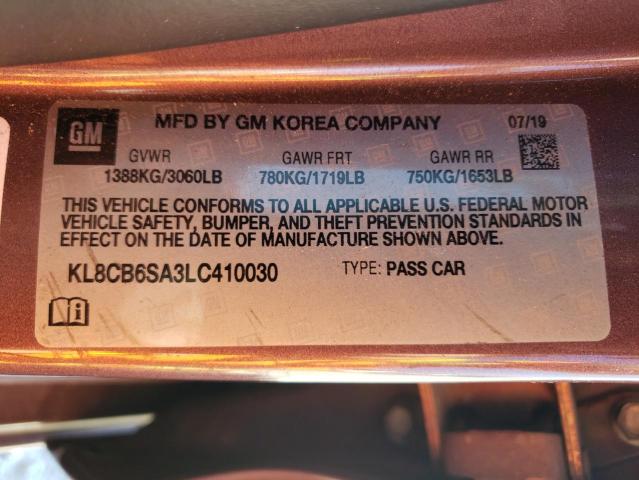 GM MFD BY GM KOREA COMPANY 07/19
GVWR GAWR FRT GAWR RR
1388KG/3060LB 780KG/1719LB 750KG/1653LB
THIS VEHICLE CONFORMS TO ALL APPLICABLE U.S. FEDERAL MOTOR
VEHICLE SAFETY, BUMPER, AND THEFT PREVENTION STANDARDS IN
EFFECT ON THE DATE OF MANUFACTURE SHOWN ABOVE.
KL8CB6SA3LC410030 TYPE: PASS CAR
i